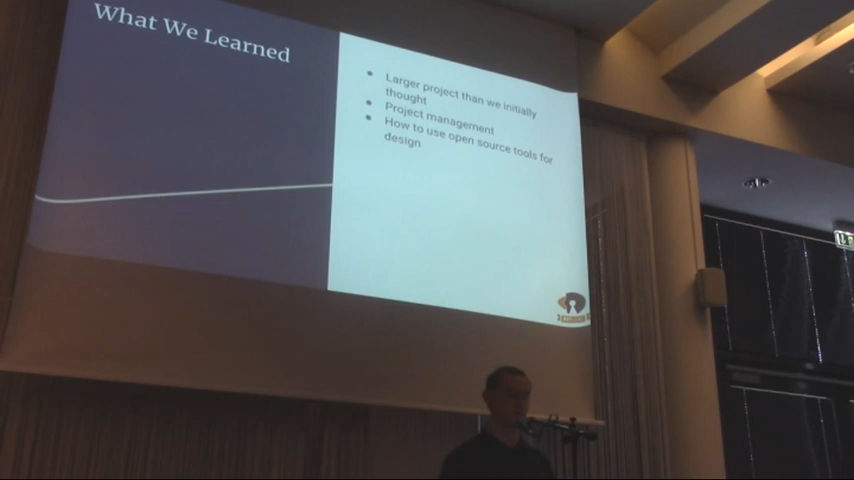 What We Learned
● Larger project than we initially
thought
● Project management
● How to use open source tools for
design